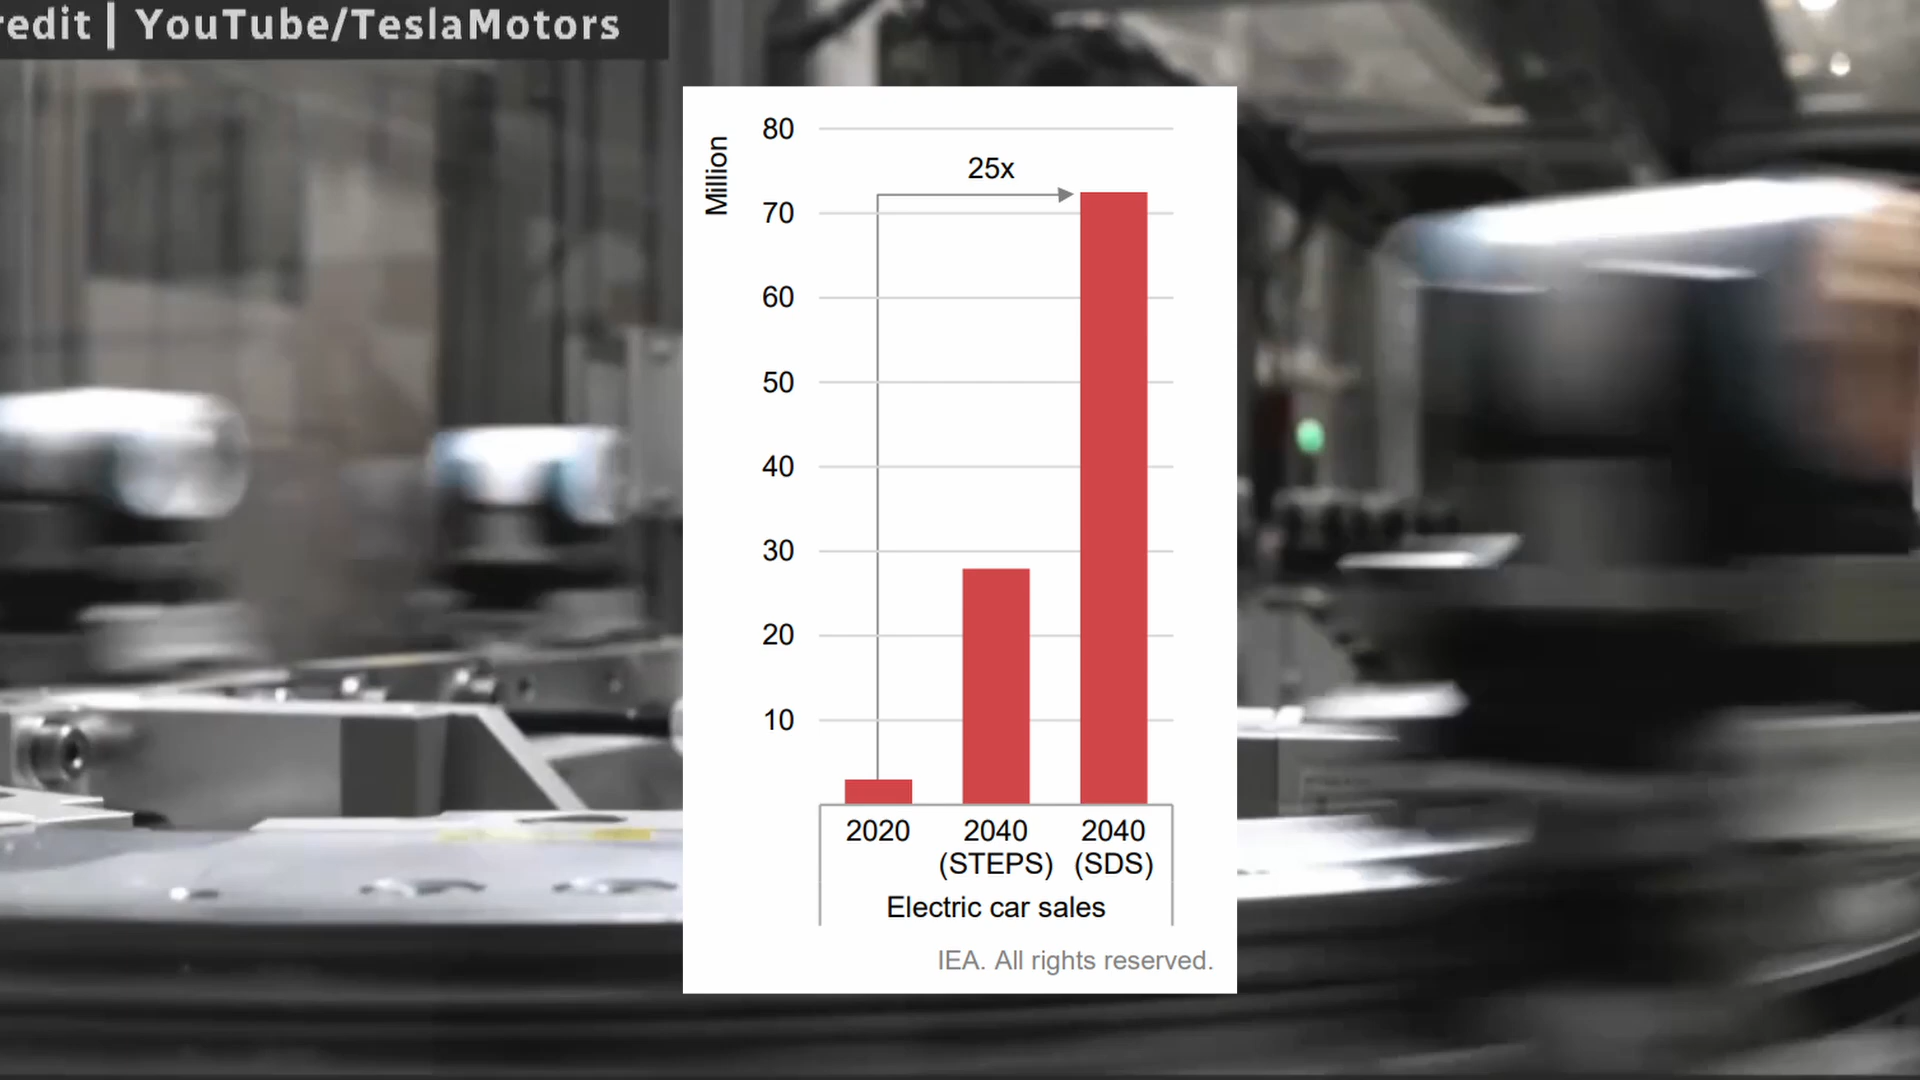 redit | YouTube/TeslaMotors
Million
80
25x
70
60
50
40
30
20
10
2020 2040 2040
(STEPS) (SDS)
Electric car sales
IEA. All rights reserved.